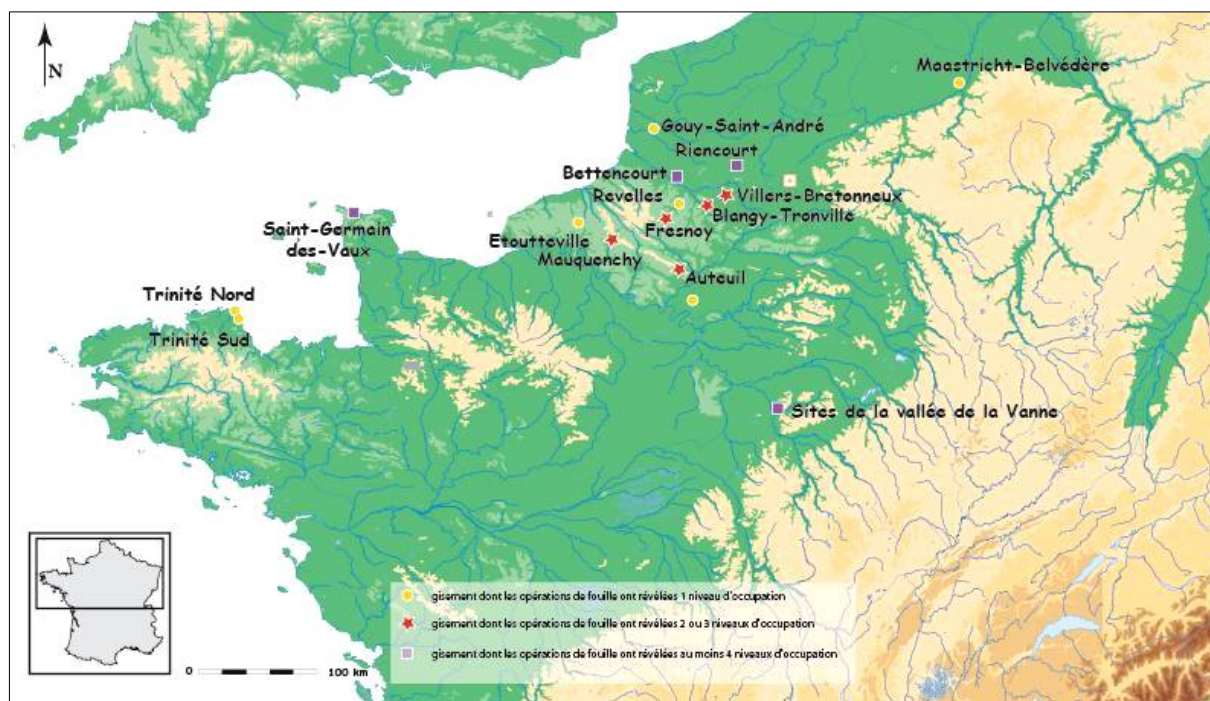 N
Maastricht-Belvédère
Gouy-Saint-André
Riencourt
Bettencourt
Revelles
Villers-Bretonneux
Blangy-Tronville
Fresnoy
Saint-Germain
des-Vaux
Etoutteville
Mauquenchy
Auteuil
Trinité Nord
Trinité Sud
Sites de la vallée de la Vanne
gisement dont les opérations de fouille ont révélées 1 niveau d'occupation
gisement dont les opérations de fouille ont révélées 2 ou 3 niveaux d'occupation
gisement dont les opérations de fouille ont révélées au moins 4 niveaux d'occupation
0 100 km